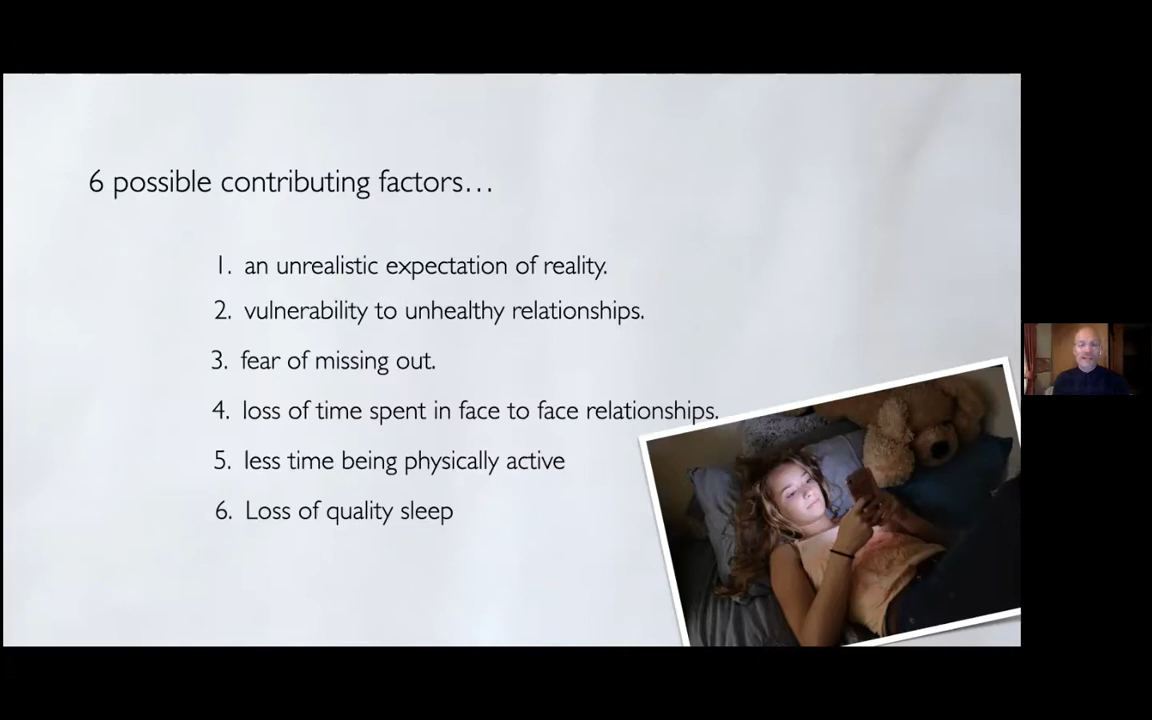 6 possible contributing factors...
1. an unrealistic expectation of reality.
2. vulnerability to unhealthy relationships.
3. fear of missing out.
4. loss of time spent in face to face relationships.
5. less time being physically active
6. Loss of quality sleep